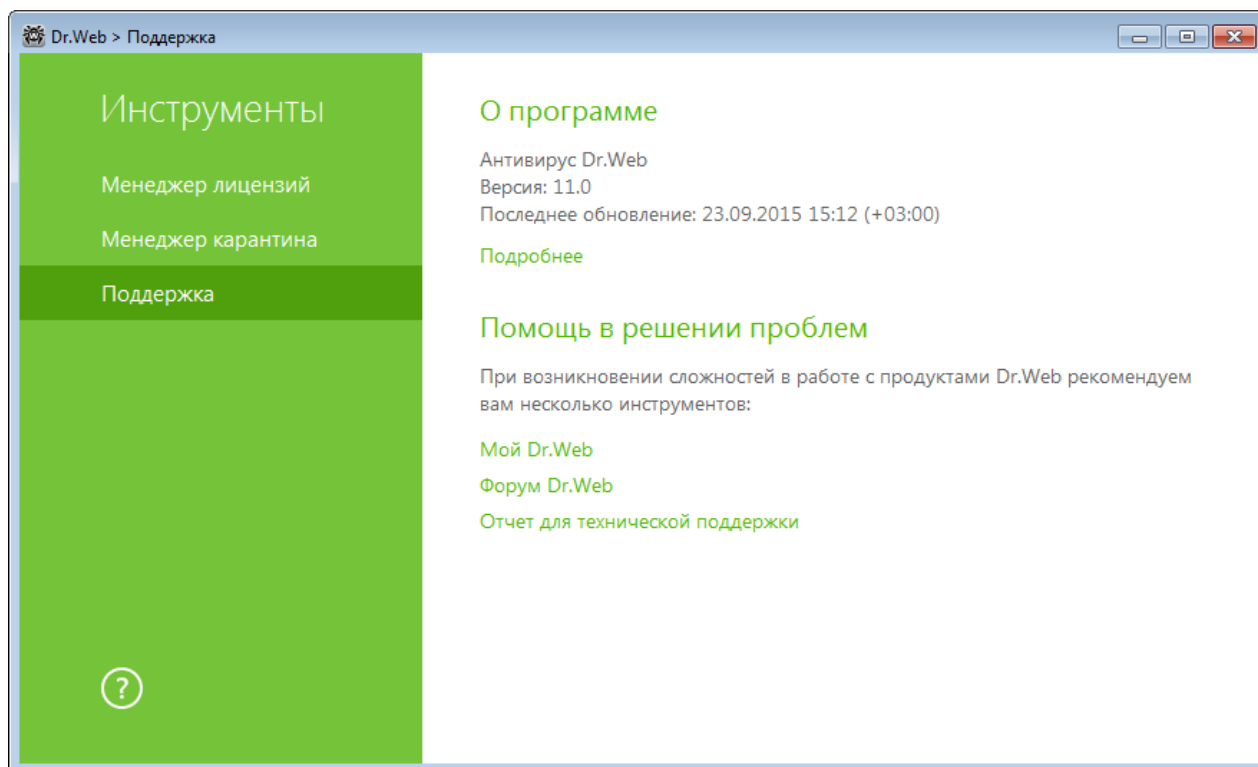 Dr.Web > Поддержка
Инструменты
Менеджер лицензий
Менеджер карантина
Поддержка
?
О программе
Антивирус Dr.Web
Версия: 11.0
Последнее обновление: 23.09.2015 15:12 (+03:00)
Подробнее
Помощь в решении проблем
При возникновении сложностей в работе с продуктами Dr.Web рекомендуем
вам несколько инструментов:
Мой Dr.Web
Форум Dr.Web
Отчет для технической поддержки